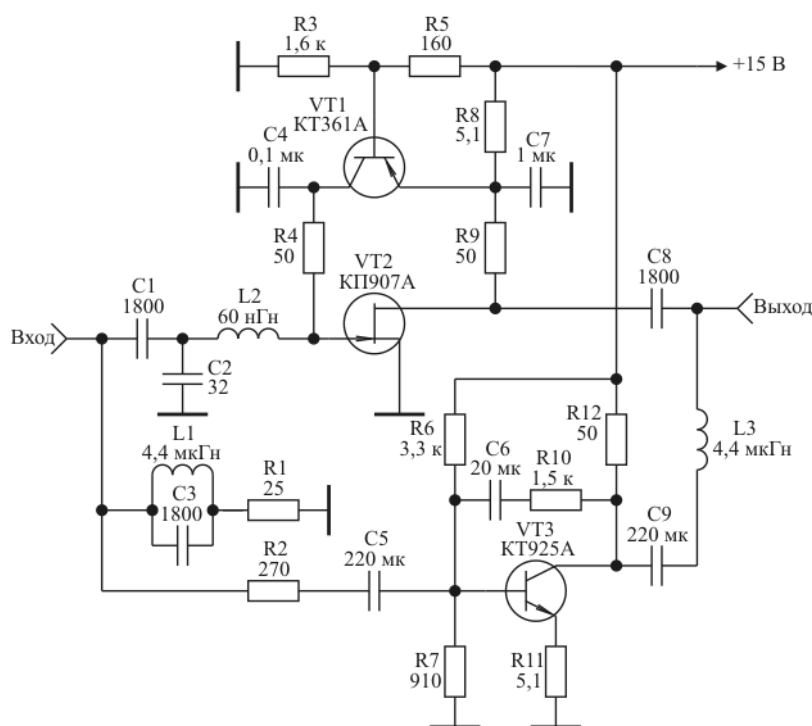 R3
1,6 к
R5
160
+15 В
VT1
КТ361А
R8
5,1
C4
0,1 мк
C7
1 мк
R4
50
R9
50
VT2
КП907А
C1
1800
L2
60 нГн
C8
1800
Вход
Выход
C2
32
R6
3,3 к
R12
50
L3
4,4 мкГн
L1
4,4 мкГн
C6
20 мк
R10
1,5 к
C3
1800
R1
25
VT3
КТ925А
C9
220 мк
C5
220 мк
R2
270
R7
910
R11
5,1